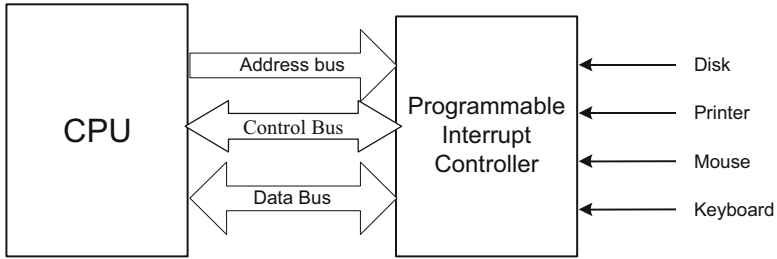 CPU
Address bus
Control Bus
Data Bus
Programmable
Interrupt
Controller
Disk
Printer
Mouse
Keyboard